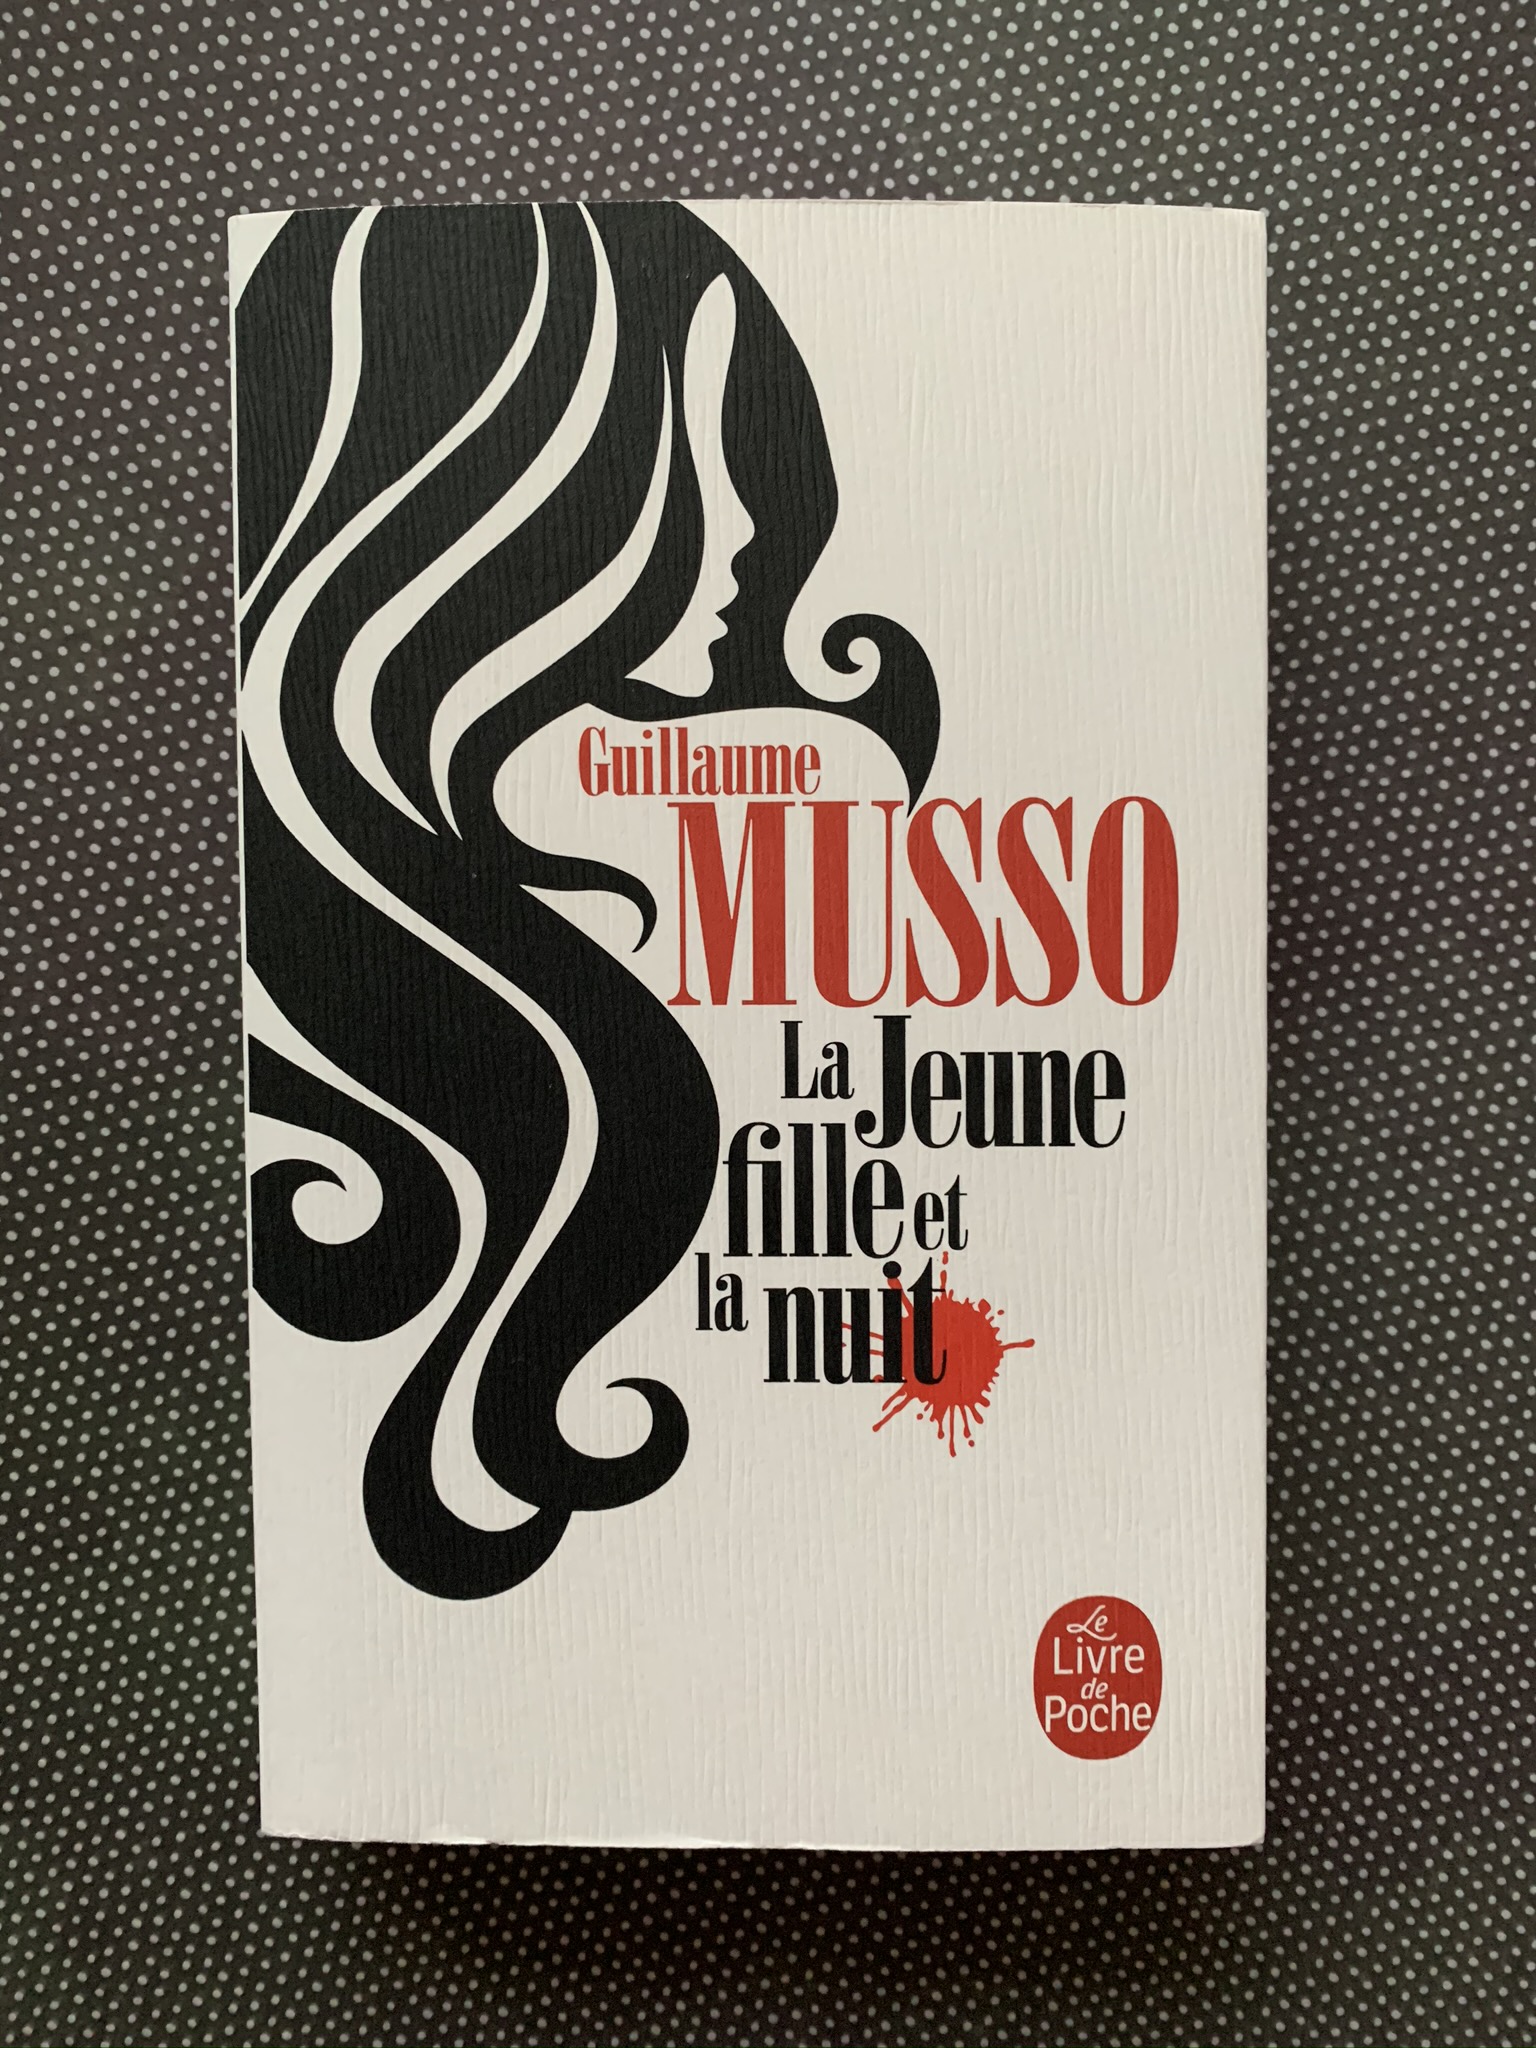 Guillaume
MUSSO
La Jeune
fille et
la nuit
Le
Livre
de
Poche